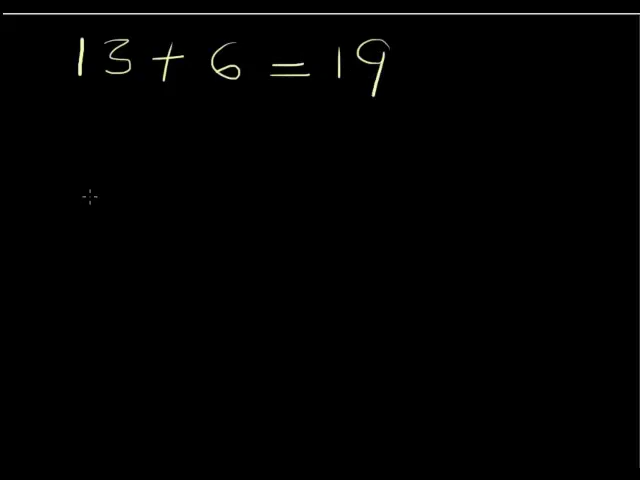 13 + 6 = 19